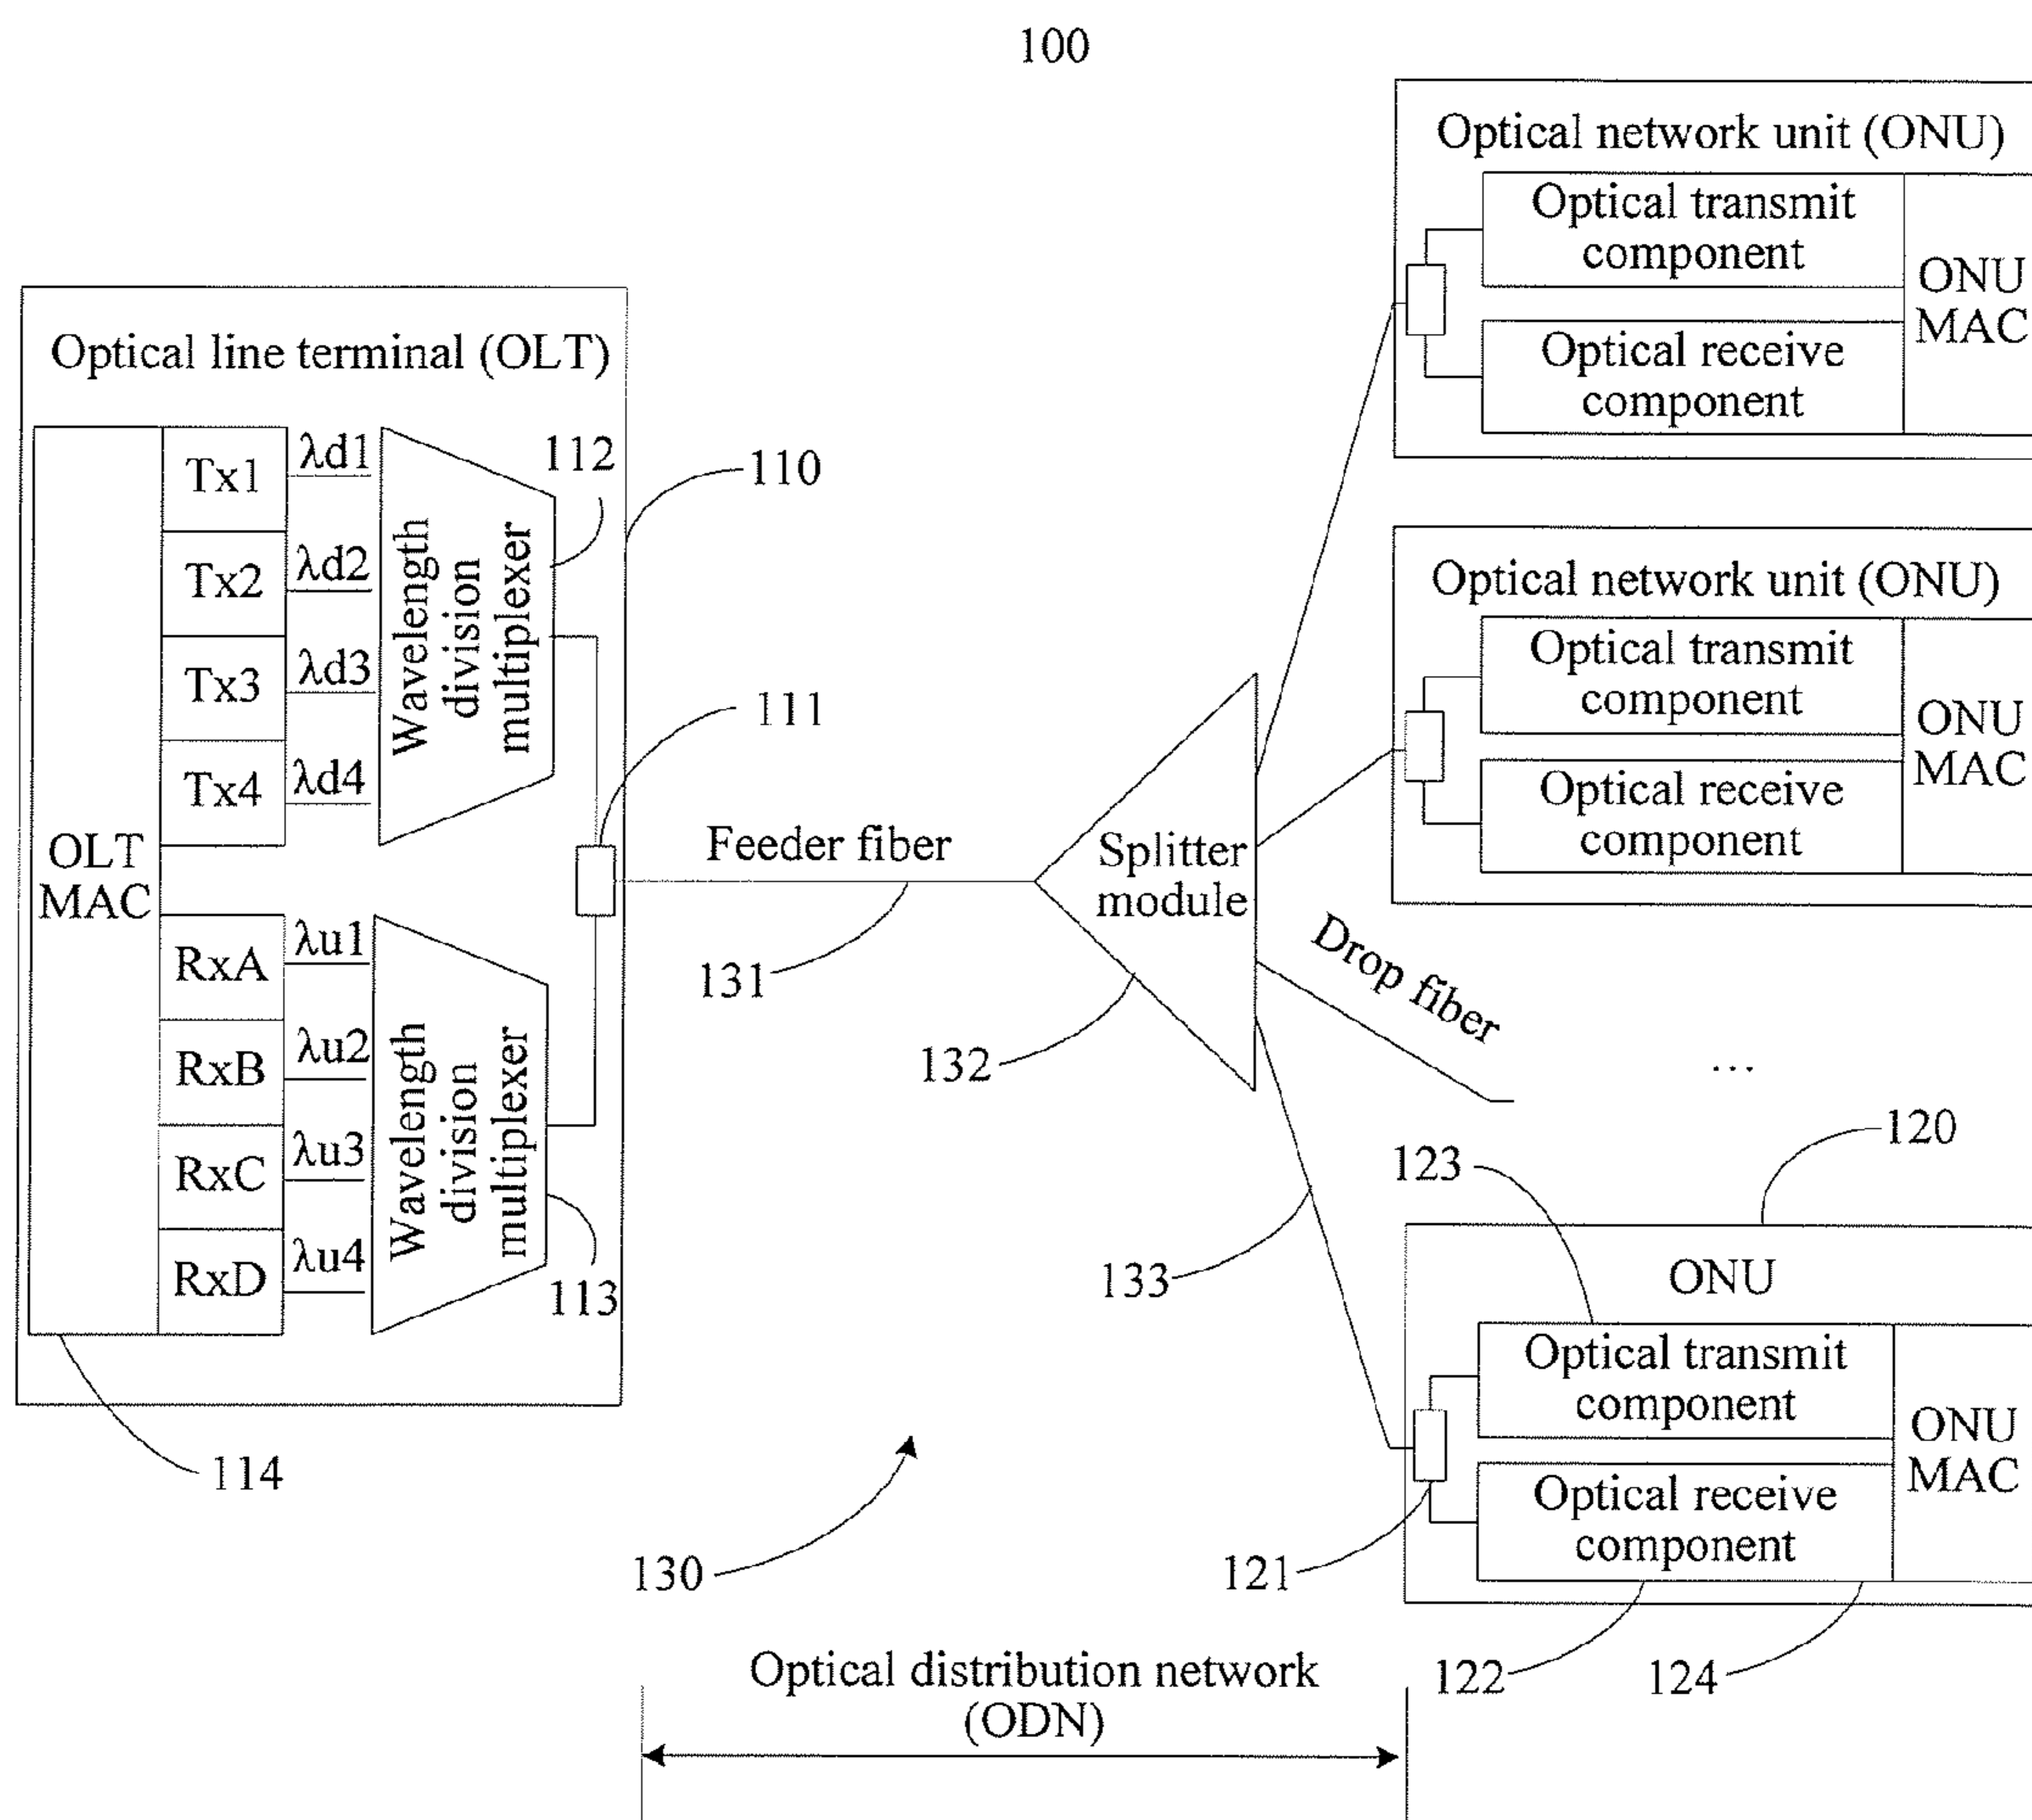 100
Optical line terminal (OLT)
OLT
MAC
Tx1
λd1
Tx2
λd2
Tx3
λd3
Tx4
λd4
Wavelength
division
multiplexer
112
110
111
RxA
λu1
RxB
λu2
RxC
λu3
RxD
λu4
Wavelength
division
multiplexer
113
114
Feeder fiber
131
Splitter
module
132
Drop fiber
133
130
Optical distribution network
(ODN)
Optical network unit (ONU)
Optical transmit
component
Optical receive
component
ONU
MAC
Optical network unit (ONU)
Optical transmit
component
Optical receive
component
ONU
MAC
...
120
123
ONU
Optical transmit
component
Optical receive
component
ONU
MAC
121
122
124